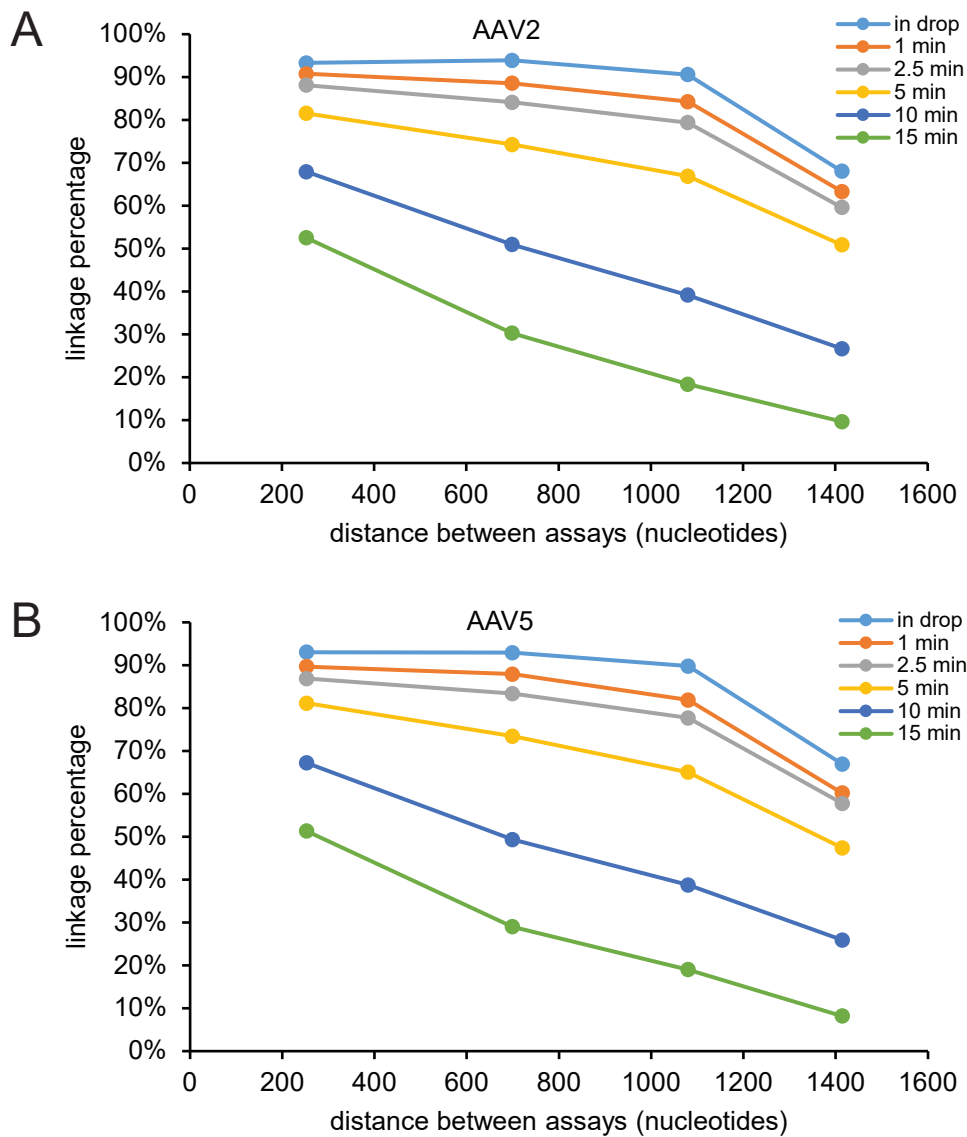 A
AAV2
in drop
1 min
2.5 min
5 min
10 min
15 min
100%
90%
80%
70%
60%
50%
40%
30%
20%
10%
0%
linkage percentage
0 200 400 600 800 1000 1200 1400 1600
distance between assays (nucleotides)
B
AAV5
in drop
1 min
2.5 min
5 min
10 min
15 min
100%
90%
80%
70%
60%
50%
40%
30%
20%
10%
0%
linkage percentage
0 200 400 600 800 1000 1200 1400 1600
distance between assays (nucleotides)